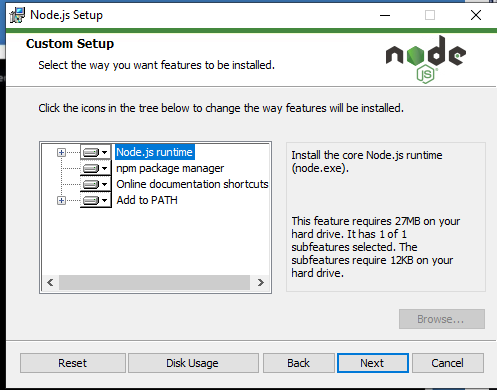 Node.js Setup
Custom Setup
Select the way you want features to be installed.
node
JS
Click the icons in the tree below to change the way features will be installed.
Node.js runtime
npm package manager
Online documentation shortcuts
Add to PATH
Install the core Node.js runtime
(node.exe).
This feature requires 27MB on your
hard drive. It has 1 of 1
subfeatures selected. The
subfeatures require 12KB on your
hard drive.
Browse...
Reset
Disk Usage
Back
Next
Cancel